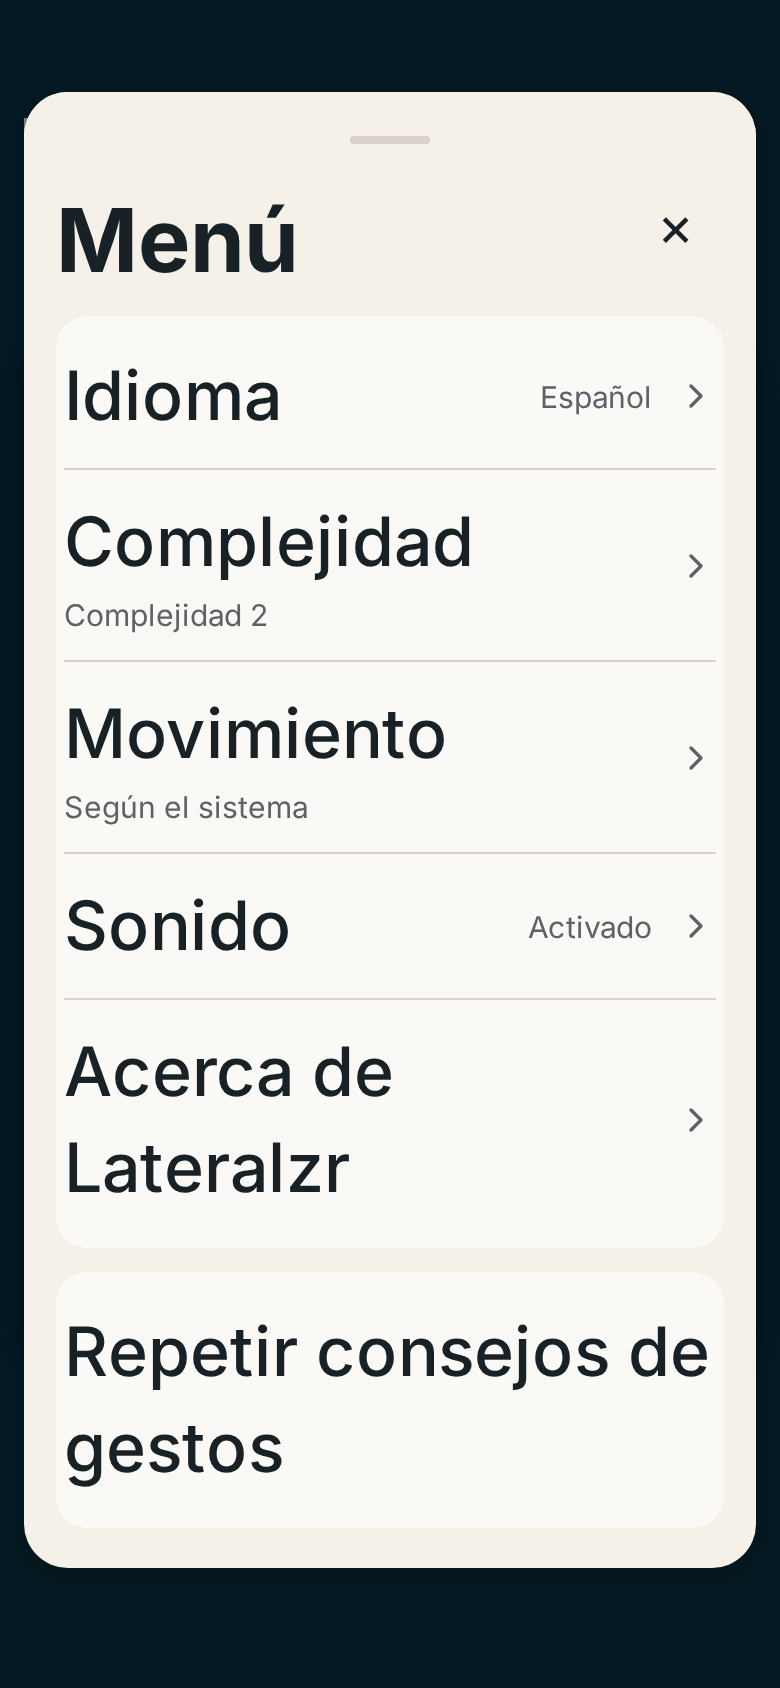 Menú
Idioma
Español
Complejidad
Complejidad 2
Movimiento
Según el sistema
Sonido
Activado
Acerca de
Lateralzr
Repetir consejos de
gestos